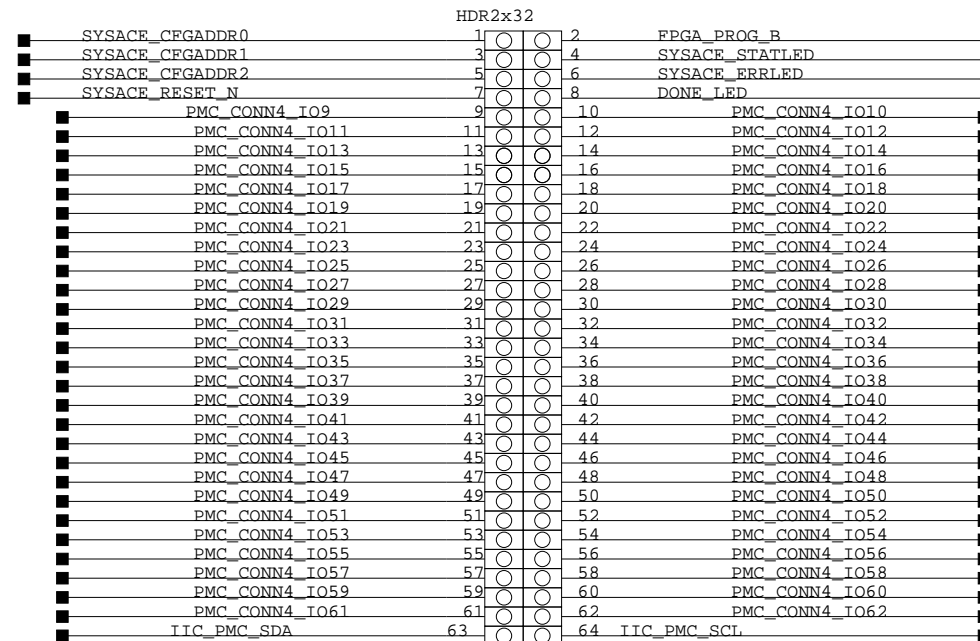 HDR2x32
SYSACE_CFGADDR0 1 2 FPGA_PROG_B
SYSACE_CFGADDR1 3 4 SYSACE_STATLED
SYSACE_CFGADDR2 5 6 SYSACE_ERRLED
SYSACE_RESET_N 7 8 DONE_LED
PMC_CONN4_IO9 9 10 PMC_CONN4_IO10
PMC_CONN4_IO11 11 12 PMC_CONN4_IO12
PMC_CONN4_IO13 13 14 PMC_CONN4_IO14
PMC_CONN4_IO15 15 16 PMC_CONN4_IO16
PMC_CONN4_IO17 17 18 PMC_CONN4_IO18
PMC_CONN4_IO19 19 20 PMC_CONN4_IO20
PMC_CONN4_IO21 21 22 PMC_CONN4_IO22
PMC_CONN4_IO23 23 24 PMC_CONN4_IO24
PMC_CONN4_IO25 25 26 PMC_CONN4_IO26
PMC_CONN4_IO27 27 28 PMC_CONN4_IO28
PMC_CONN4_IO29 29 30 PMC_CONN4_IO30
PMC_CONN4_IO31 31 32 PMC_CONN4_IO32
PMC_CONN4_IO33 33 34 PMC_CONN4_IO34
PMC_CONN4_IO35 35 36 PMC_CONN4_IO36
PMC_CONN4_IO37 37 38 PMC_CONN4_IO38
PMC_CONN4_IO39 39 40 PMC_CONN4_IO40
PMC_CONN4_IO41 41 42 PMC_CONN4_IO42
PMC_CONN4_IO43 43 44 PMC_CONN4_IO44
PMC_CONN4_IO45 45 46 PMC_CONN4_IO46
PMC_CONN4_IO47 47 48 PMC_CONN4_IO48
PMC_CONN4_IO49 49 50 PMC_CONN4_IO50
PMC_CONN4_IO51 51 52 PMC_CONN4_IO52
PMC_CONN4_IO53 53 54 PMC_CONN4_IO54
PMC_CONN4_IO55 55 56 PMC_CONN4_IO56
PMC_CONN4_IO57 57 58 PMC_CONN4_IO58
PMC_CONN4_IO59 59 60 PMC_CONN4_IO60
PMC_CONN4_IO61 61 62 PMC_CONN4_IO62
IIC_PMC_SDA 63 64 IIC_PMC_SCL